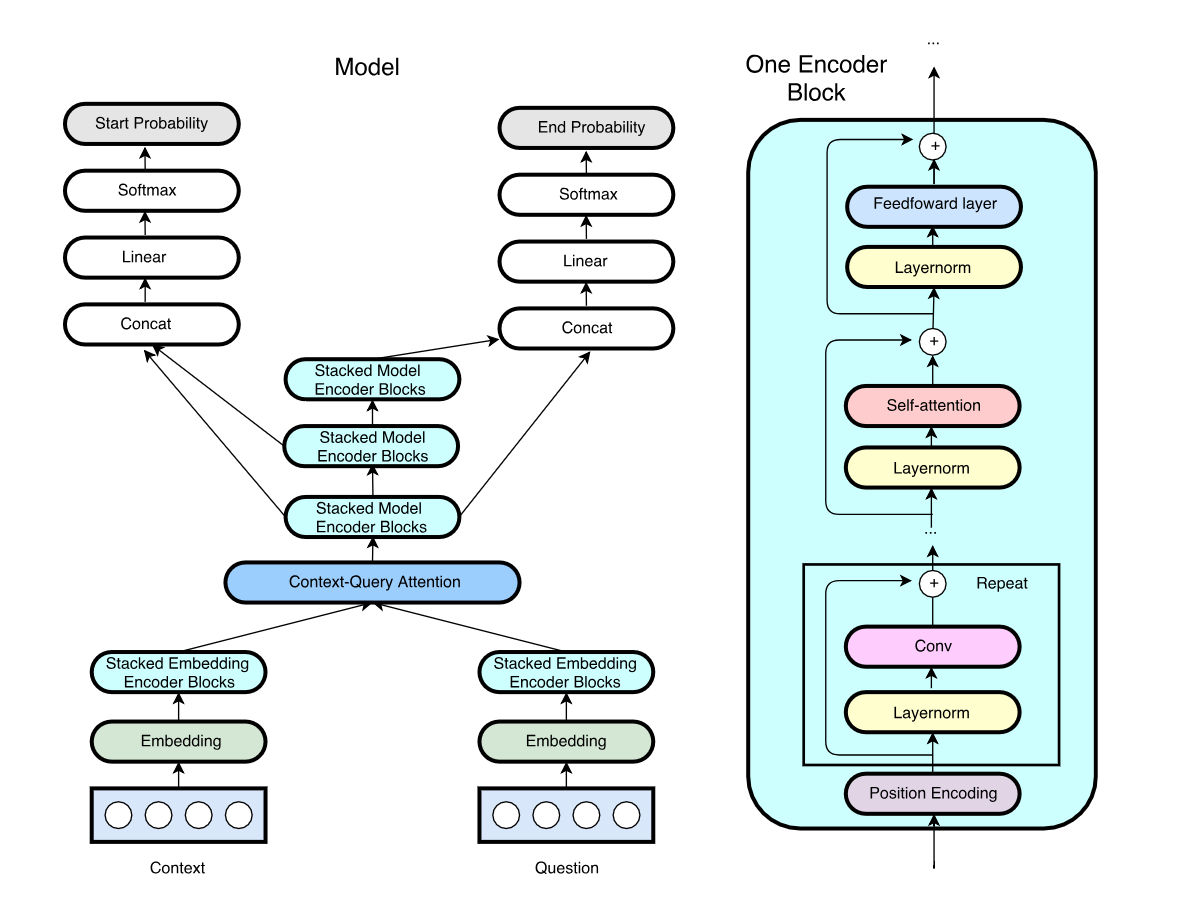 Model
Start Probability
Softmax
Linear
Concat
End Probability
Softmax
Linear
Concat
Stacked Model
Encoder Blocks
Stacked Model
Encoder Blocks
Stacked Model
Encoder Blocks
Context-Query Attention
Stacked Embedding
Encoder Blocks
Stacked Embedding
Encoder Blocks
Embedding
Embedding
Context
Question
One Encoder
Block
...
+
Feedfoward layer
Layernorm
+
Self-attention
Layernorm
...
+
Repeat
Conv
Layernorm
Position Encoding